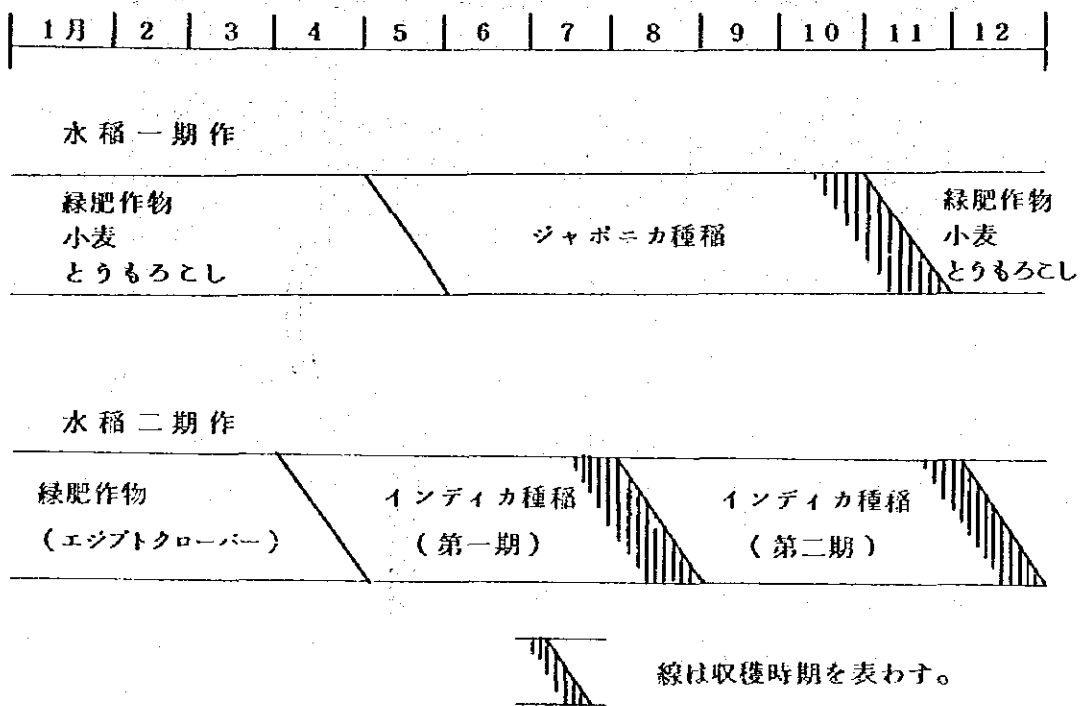 1月 2 3 4 5 6 7 8 9 10 11 12
水稲一期作
緑肥作物
小麦
とうもろこし
ジャポニカ種稲
緑肥作物
小麦
とうもろこし
水稲二期作
緑肥作物
(エジプトクローバー)
インディカ種稲
(第一期)
インディカ種稲
(第二期)
線は収穫時期を表わす。